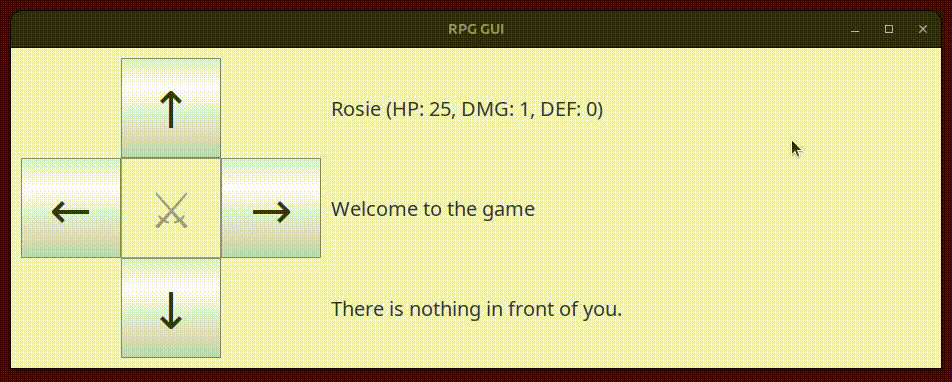 RPG GUI
↑
Rosie (HP: 25, DMG: 1, DEF: 0)
← ⚔ →
Welcome to the game
↓
There is nothing in front of you.